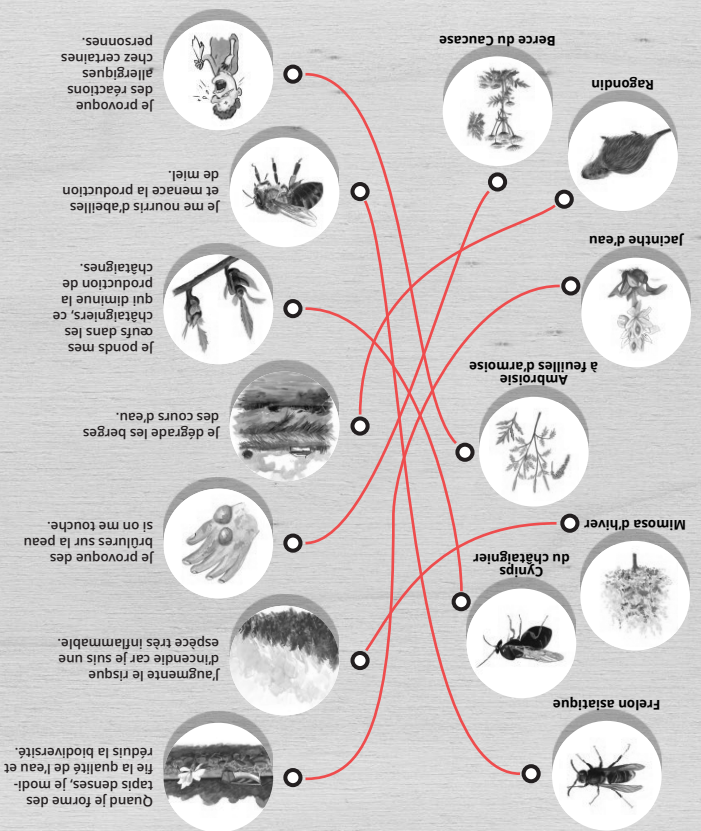 Frelon asiatique
Cynips
du châtaignier
Mimosa d'hiver
Ambroisie
à feuilles d'armoise
Jacinthe d'eau
Ragondin
Berce du Caucase
Quand je forme des
tapis denses, je modi-
fie la qualité de l'eau et
réduis la biodiversité.
J'augmente le risque
d'incendie car je suis une
espèce très inflammable.
Je provoque des
brûlures sur la peau
si on me touche.
Je dégrade les berges
des cours d'eau.
Je ponds mes
œufs dans les
châtaigniers, ce
qui diminue la
production de
châtaignes.
Je me nourris d'abeilles
et menace la production
de miel.
Je provoque
des réactions
allergiques
chez certaines
personnes.